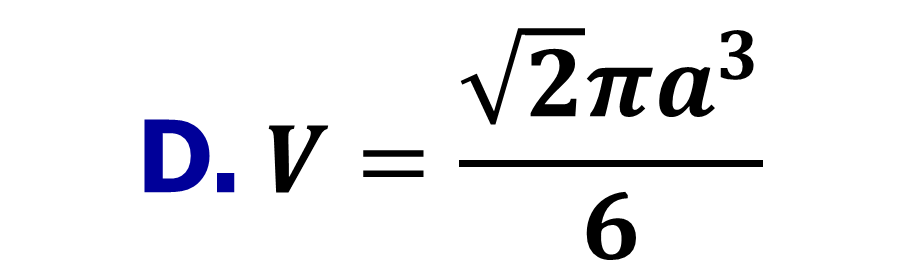 D. V = √2πa³/6